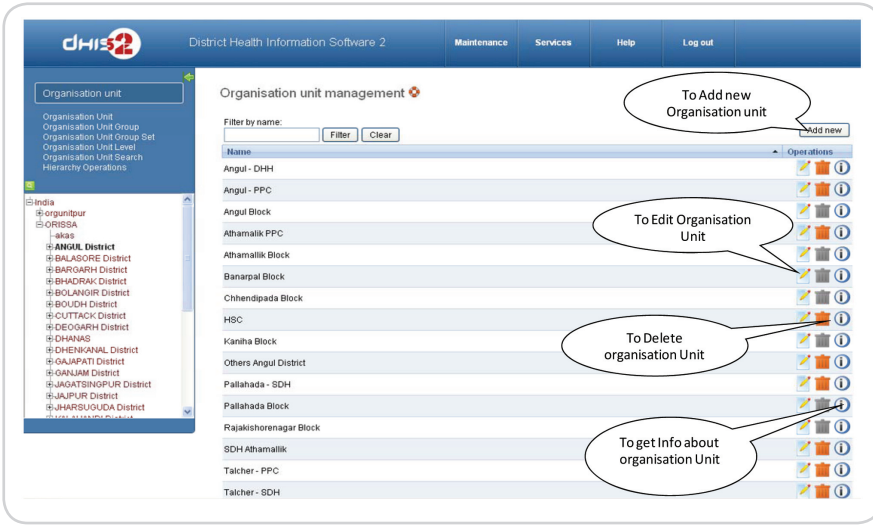 dHIS2
District Health Information Software 2
Maintenance
Services
Help
Log out
Organisation unit
Organisation Unit
Organisation Unit Group
Organisation Unit Group Set
Organisation Unit Level
Organisation Unit Search
Hierarchy Operations
India
orgunitpur
ORISSA
akas
ANGUL District
BALASORE District
BARGARH District
BHADRAK District
BOLANGIR District
BOUDH District
CUTTACK District
DEOGARH District
DHANAS
DHENKANAL District
GAJAPATI District
GANJAM District
JAGATSINGPUR District
JAJPUR District
JHARSUGUDA District
Organisation unit management
Filter by name:
Filter
Clear
To Add new
Organisation unit
Add new
Name
Operations
Angul - DHH
Angul - PPC
Angul Block
Athamalik PPC
Athamallik Block
Banarpal Block
Chhendipada Block
HSC
Kaniha Block
Others Angul District
Pallahada - SDH
Pallahada Block
Rajakishorenagar Block
SDH Athamallik
Talcher - PPC
Talcher - SDH
To Edit Organisation
Unit
To Delete
organisation Unit
To get Info about
organisation Unit